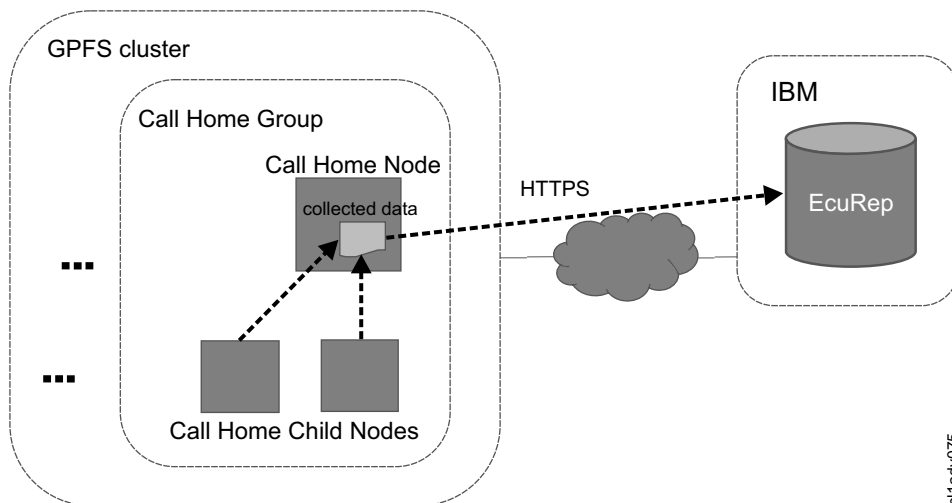 GPFS cluster
IBM
Call Home Group
Call Home Node
HTTPS
collected data
EcuRep
Call Home Child Nodes